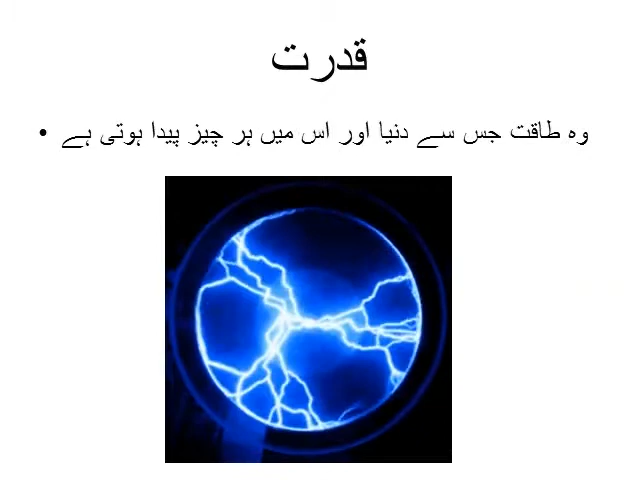 قدرت
• وہ طاقت جس سے دنیا اور اس میں ہر چیز پیدا ہوتی ہے